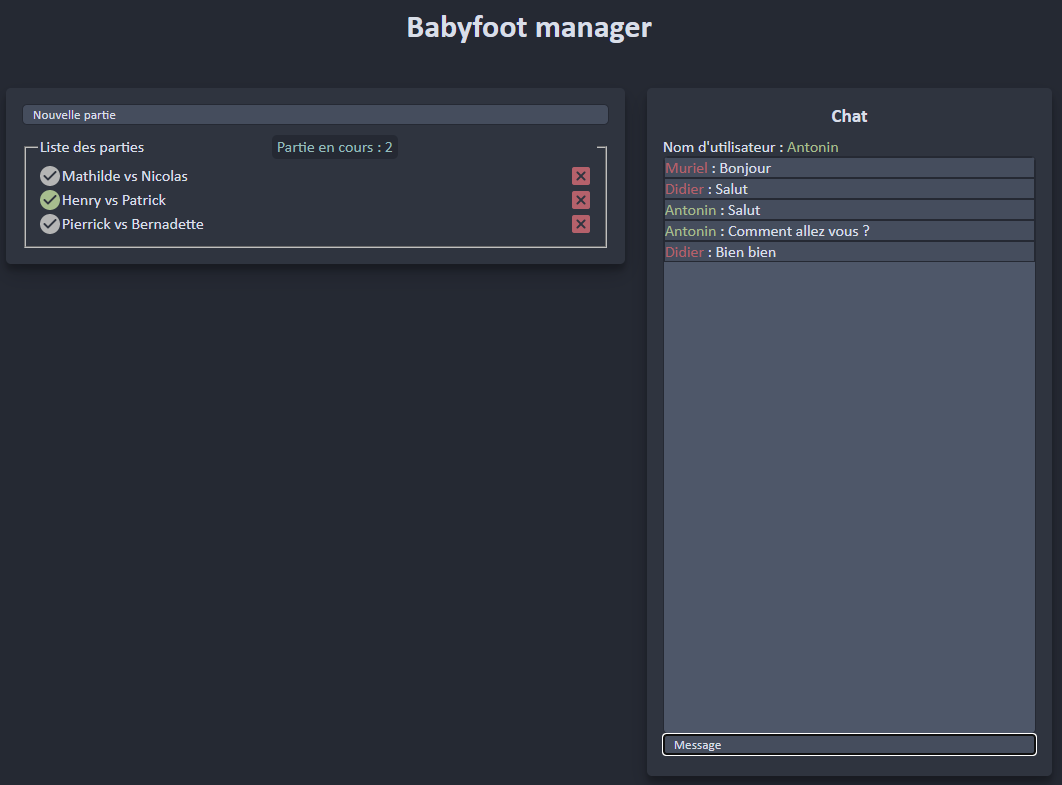 Babyfoot manager
Nouvelle partie
Liste des parties
Partie en cours : 2
Mathilde vs Nicolas
Henry vs Patrick
Pierrick vs Bernadette
Chat
Nom d'utilisateur : Antonin
Muriel : Bonjour
Didier : Salut
Antonin : Salut
Antonin : Comment allez vous ?
Didier : Bien bien
Message